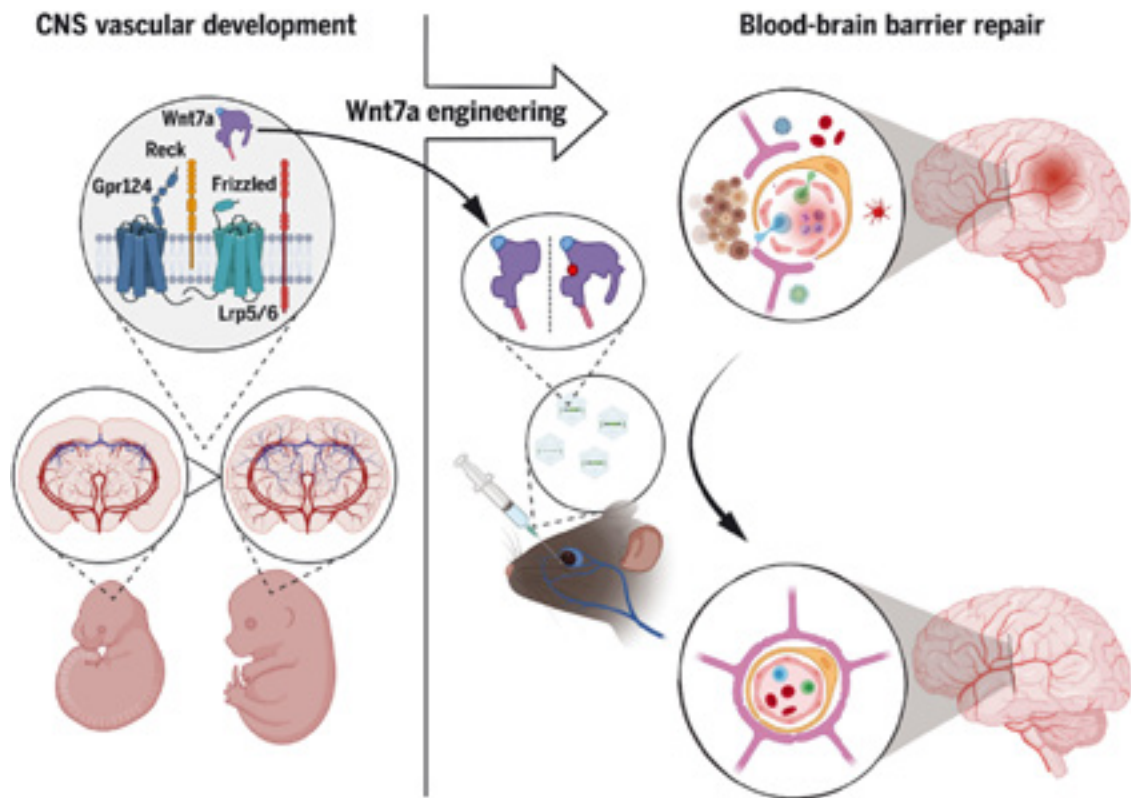 CNS vascular development
Blood-brain barrier repair
Wnt7a engineering
Wnt7a
Reck
Gpr124
Frizzled
Lrp5/6